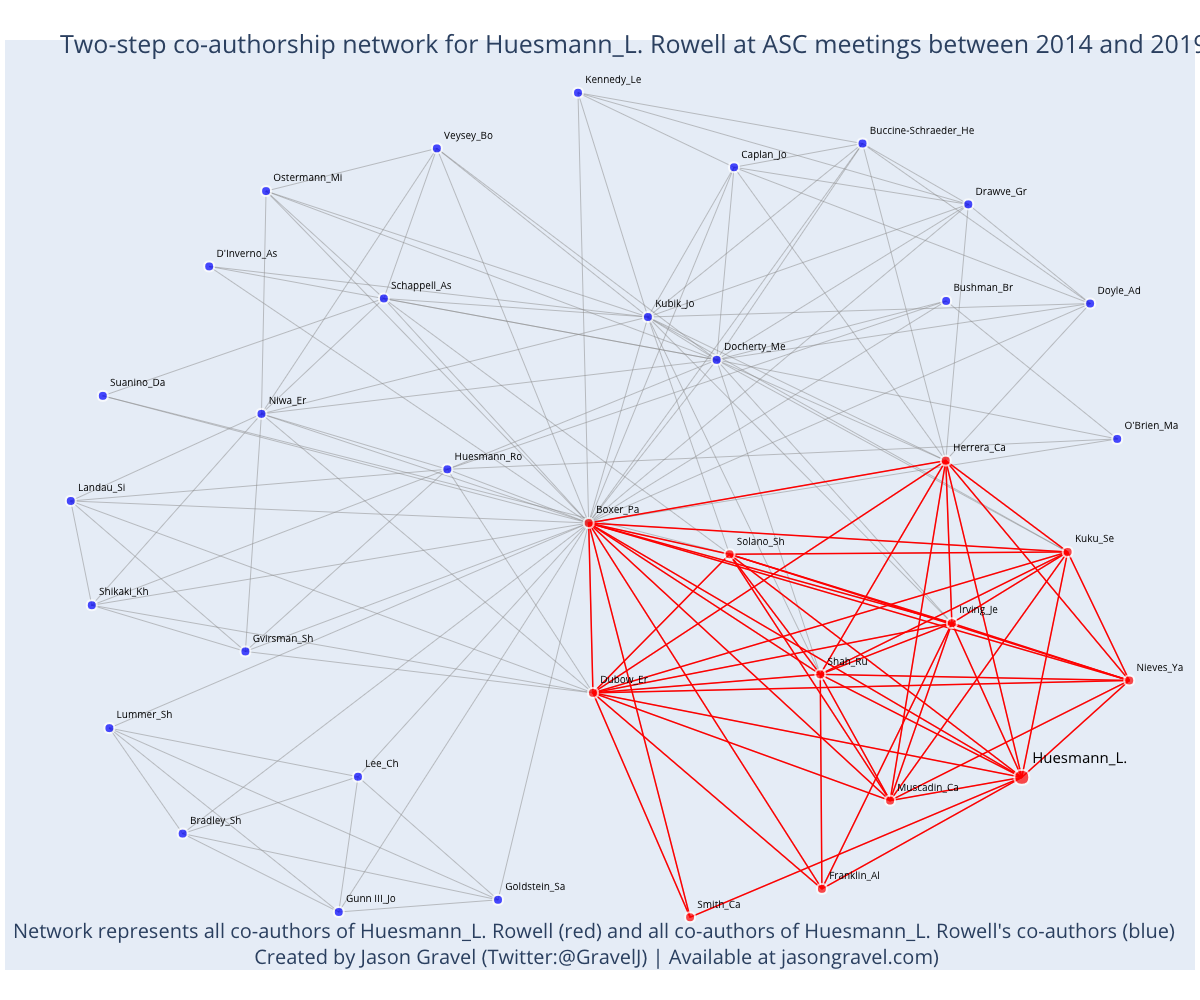 Two-step co-authorship network for Huesmann_L. Rowell at ASC meetings between 2014 and 2019
Kennedy_Le
Buccine-Schraeder_He
Veysey_Bo
Caplan_Jo
Ostermann_Mi
Drawve_Gr
D'Inverno_As
Schappell_As
Bushman_Br
Doyle_Ad
Kubik_Jo
Docherty_Me
Suanino_Da
Niwa_Er
O'Brien_Ma
Herrera_Ca
Huesmann_Ro
Landau_Si
Boxer_Pa
Solano_Sh
Kuku_Se
Shikaki_Kh
Irving_Je
Gvirsman_Sh
Shah_Ru
Nieves_Ya
Dubow_Er
Lummer_Sh
Huesmann_L.
Lee_Ch
Muscadin_Ca
Bradley_Sh
Franklin_Al
Goldstein_Sa
Gunn III_Jo
Smith_Ca
Network represents all co-authors of Huesmann_L. Rowell (red) and all co-authors of Huesmann_L. Rowell's co-authors (blue)
Created by Jason Gravel (Twitter:@GravelJ) | Available at jasongravel.com)